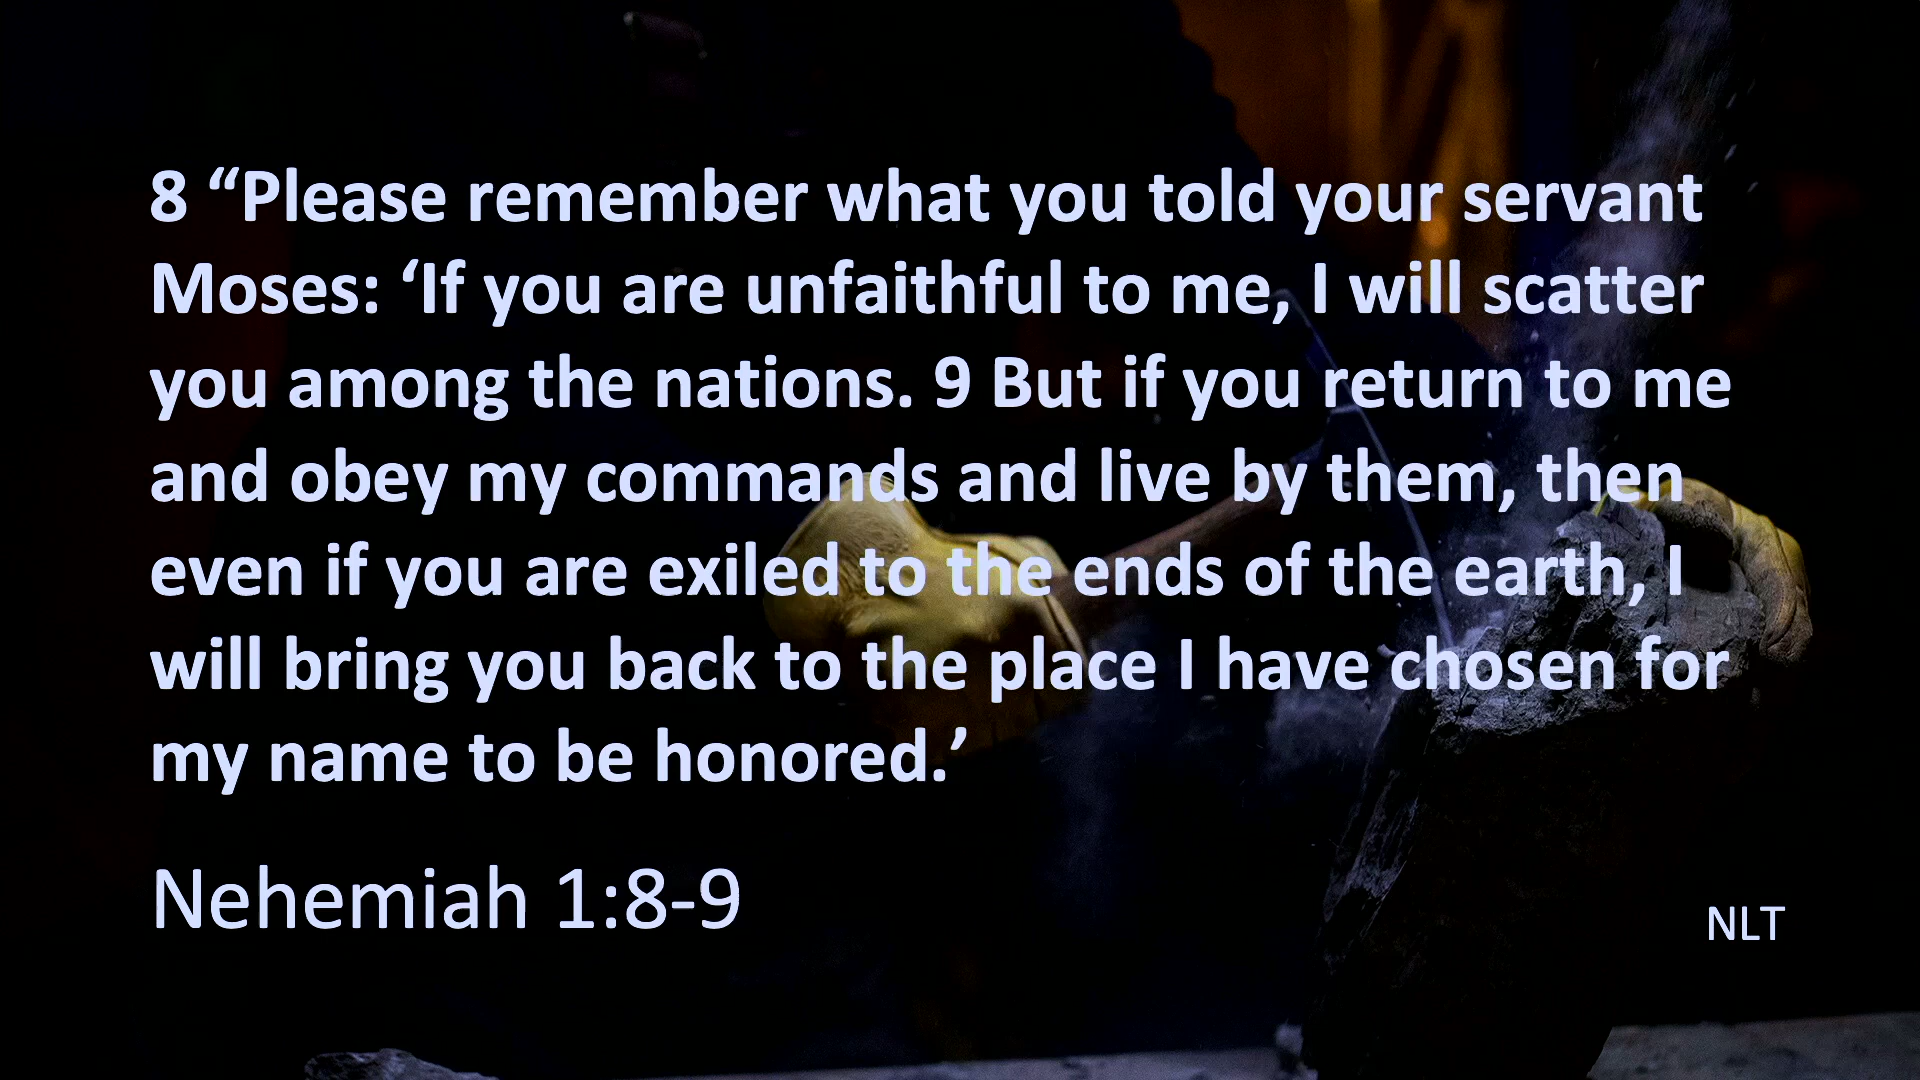 8 “Please remember what you told your servant
Moses: ‘If you are unfaithful to me, I will scatter
you among the nations. 9 But if you return to me
and obey my commands and live by them, then
even if you are exiled to the ends of the earth, I
will bring you back to the place I have chosen for
my name to be honored.’
Nehemiah 1:8-9
NLT